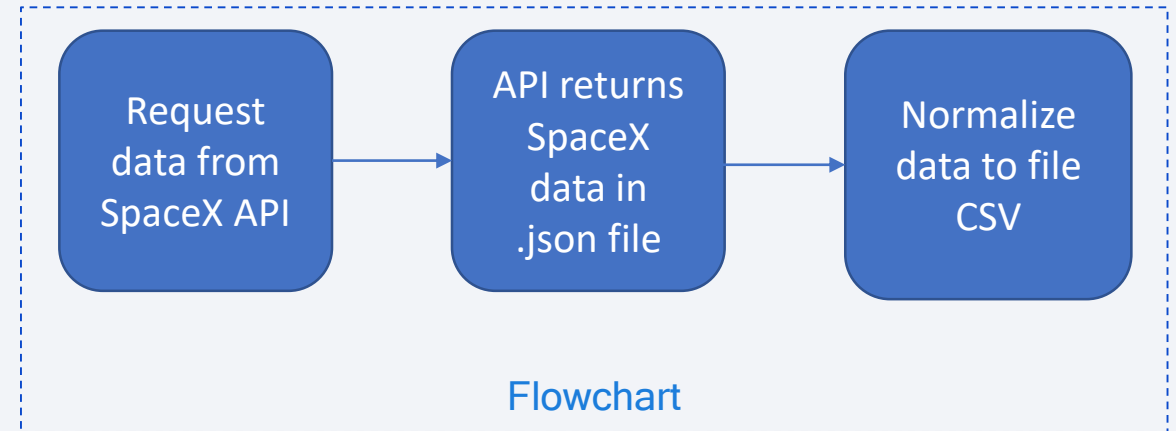 Request
data from
SpaceX API
API returns
SpaceX
data in
.json file
Normalize
data to file
CSV
Flowchart